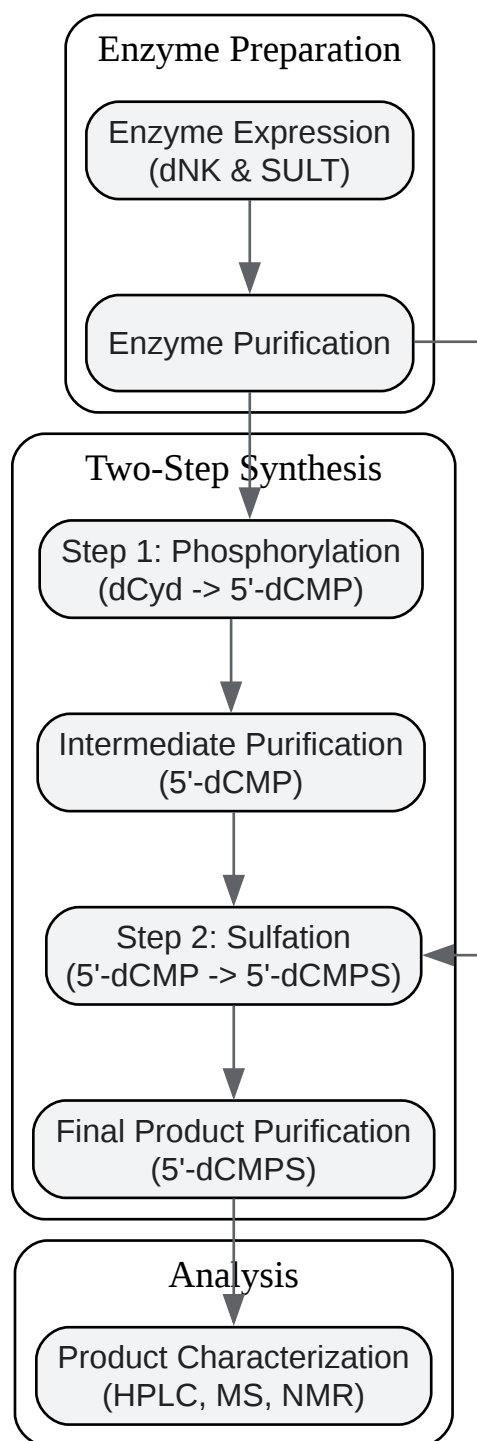 Enzyme Preparation
Enzyme Expression
(dNK & SULT)
Enzyme Purification
Two-Step Synthesis
Step 1: Phosphorylation
(dCyd -> 5'-dCMP)
Intermediate Purification
(5'-dCMP)
Step 2: Sulfation
(5'-dCMP -> 5'-dCMPS)
Final Product Purification
(5'-dCMPS)
Analysis
Product Characterization
(HPLC, MS, NMR)